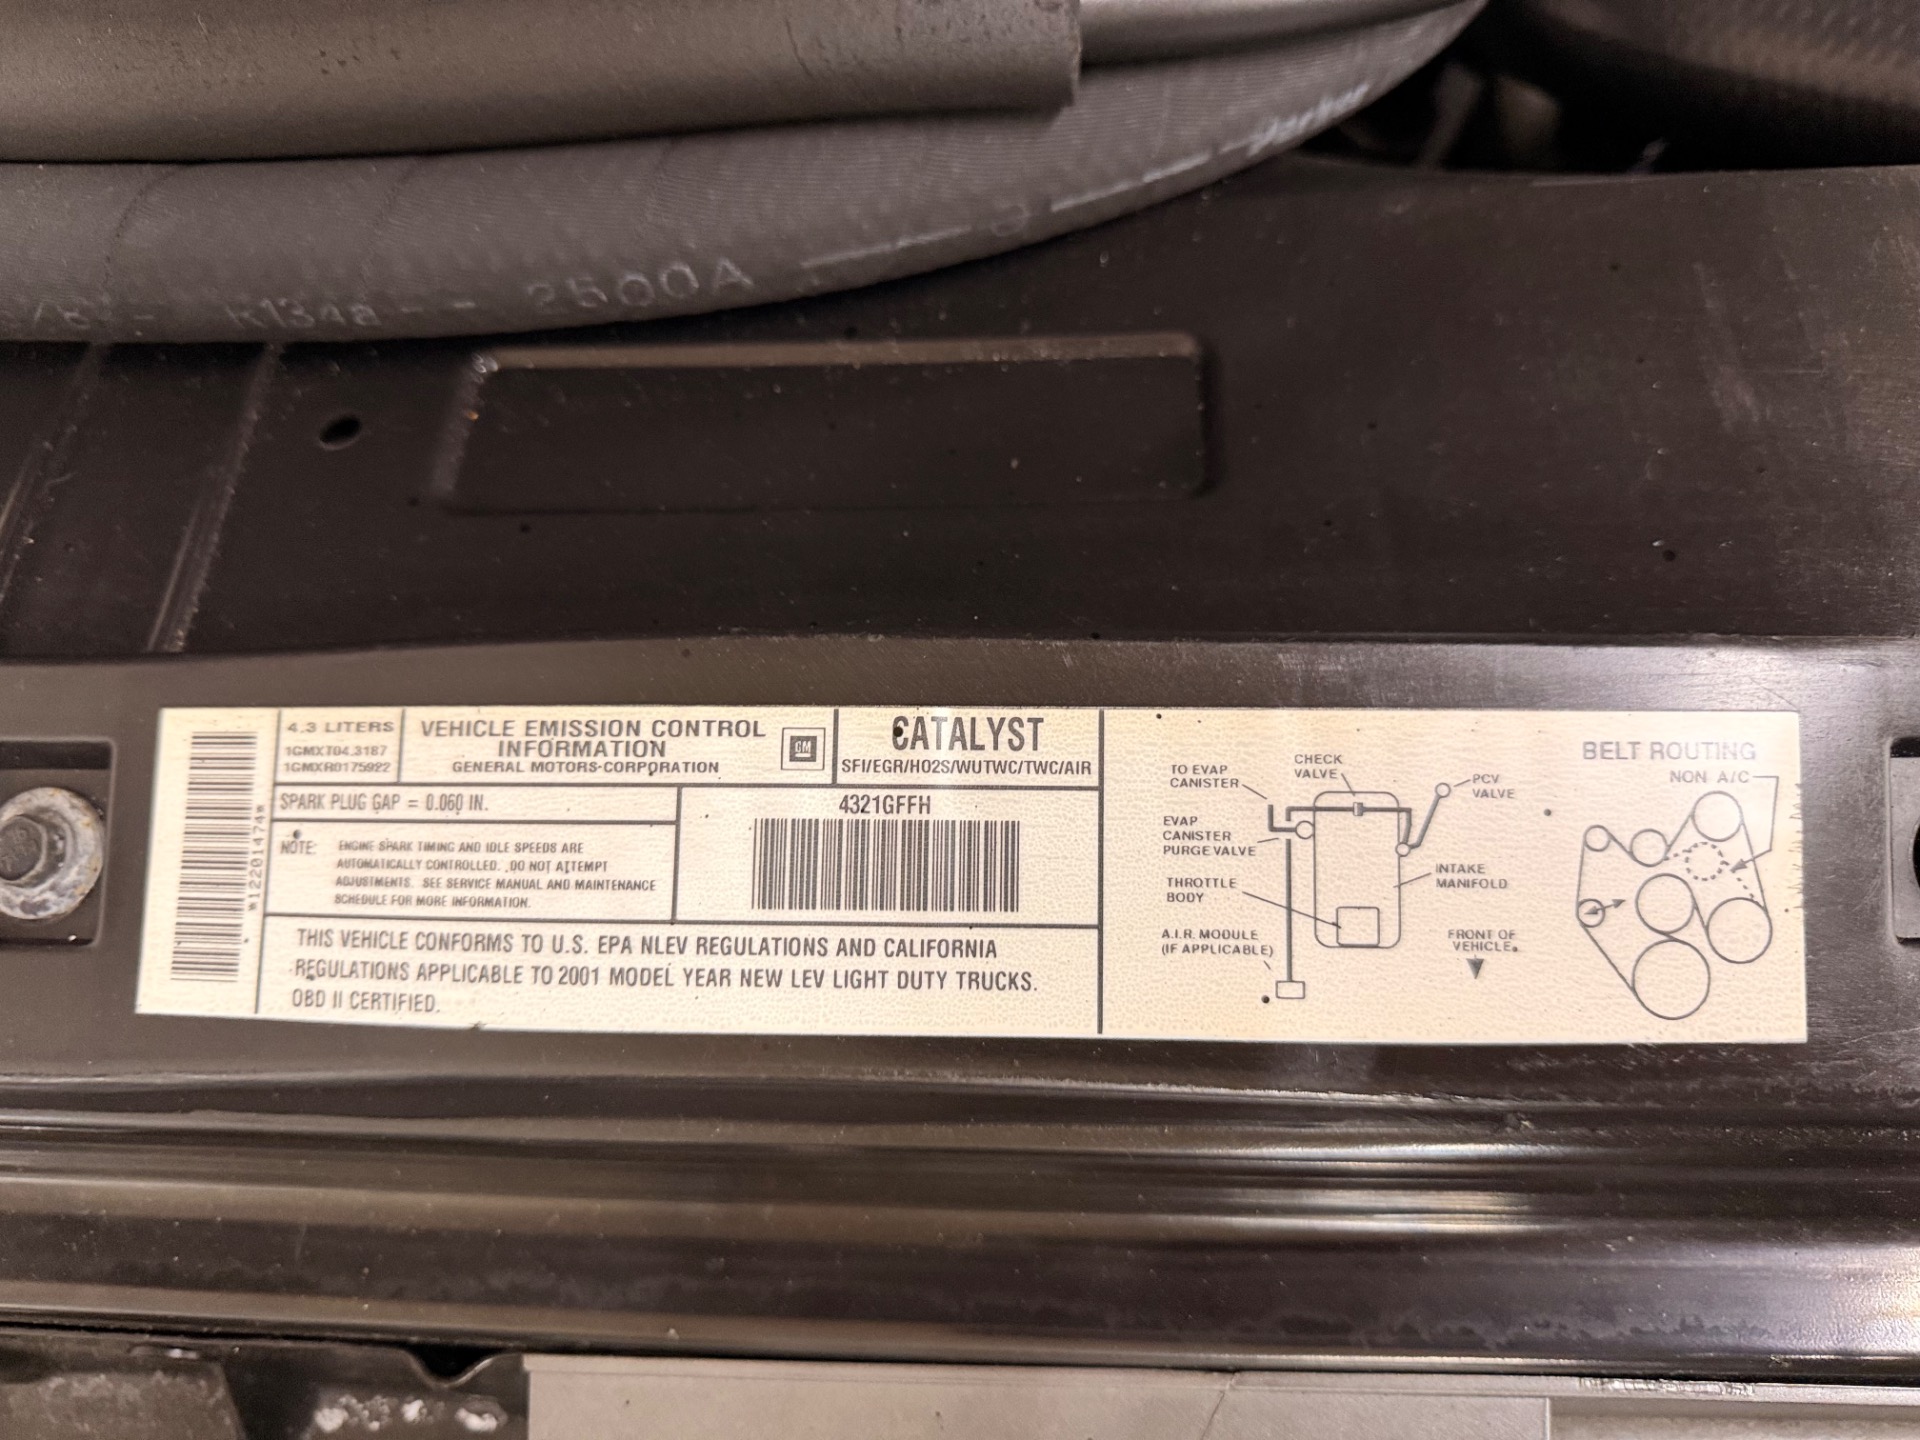 R134a -- 2500A
Parker
4.3 LITERS
1GMXT04.3187
1GMXR0175922
VEHICLE EMISSION CONTROL
INFORMATION
GENERAL MOTORS CORPORATION
GM
CATALYST
SFI/EGR/HO2S/WUTWC/TWC/AIR
SPARK PLUG GAP = 0.060 IN.
NOTE: ENGINE SPARK TIMING AND IDLE SPEEDS ARE
AUTOMATICALLY CONTROLLED. DO NOT ATTEMPT
ADJUSTMENTS. SEE SERVICE MANUAL AND MAINTENANCE
SCHEDULE FOR MORE INFORMATION.
4321GFFH
*12201474*
THIS VEHICLE CONFORMS TO U.S. EPA NLEV REGULATIONS AND CALIFORNIA
REGULATIONS APPLICABLE TO 2001 MODEL YEAR NEW LEV LIGHT DUTY TRUCKS.
OBD II CERTIFIED.
TO EVAP
CANISTER
CHECK
VALVE
PCV
VALVE
EVAP
CANISTER
PURGE VALVE
THROTTLE
BODY
INTAKE
MANIFOLD
A.I.R. MODULE
(IF APPLICABLE)
FRONT OF
VEHICLE
BELT ROUTING
NON A/C